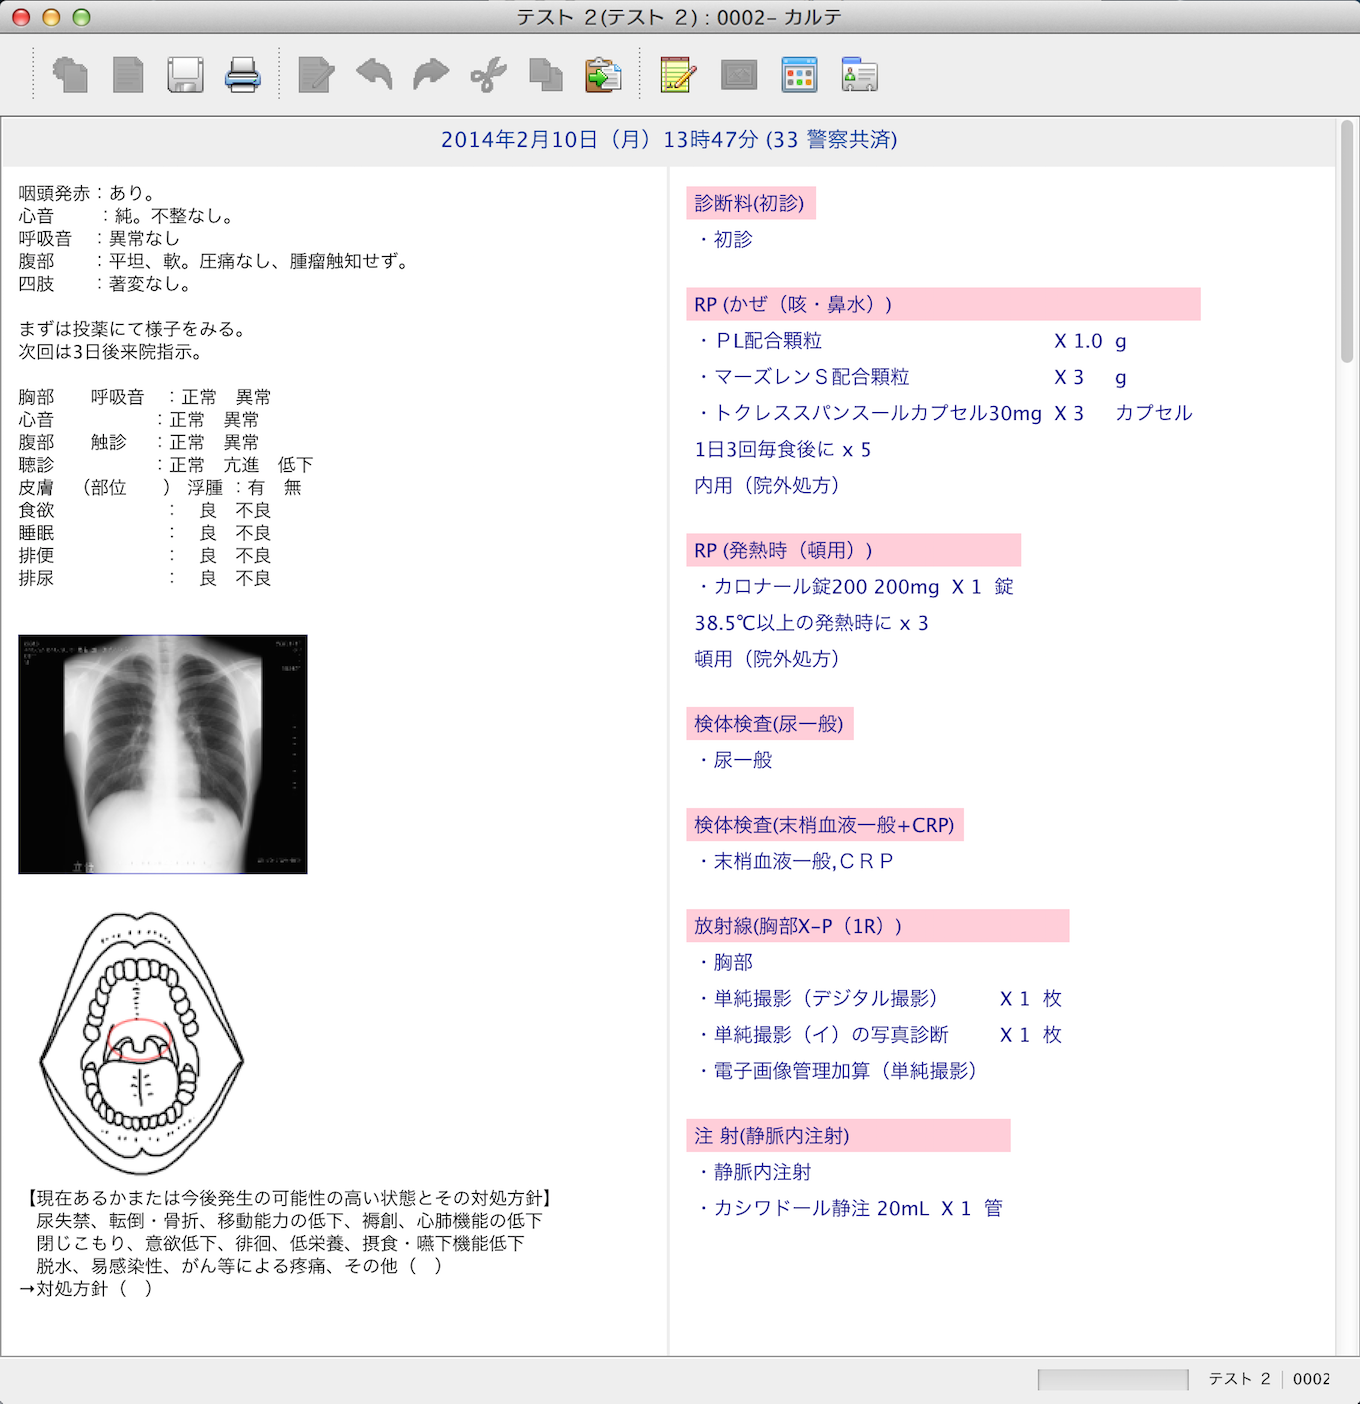 テスト 2(テスト 2) : 0002- カルテ
2014年2月10日（月）13時47分 (33 警察共済)
咽頭発赤：あり。
心音　　：純。不整なし。
呼吸音　：異常なし
腹部　　：平坦、軟。圧痛なし、腫瘤触知せず。
四肢　　：著変なし。
まずは投薬にて様子をみる。
次回は3日後来院指示。
胸部　　呼吸音　：正常　異常
心音　　　　　：正常　異常
腹部　　触診　：正常　異常
聴診　　　　　：正常　亢進　低下
皮膚　（部位　　）　浮腫　：有　無
食欲　　　　　　：　良　不良
睡眠　　　　　　：　良　不良
排便　　　　　　：　良　不良
排尿　　　　　　：　良　不良
【現在あるかまたは今後発生の可能性の高い状態とその対処方針】
尿失禁、転倒・骨折、移動能力の低下、褥創、心肺機能の低下
閉じこもり、意欲低下、徘徊、低栄養、摂食・嚥下機能低下
脱水、易感染性、がん等による疼痛、その他（　）
→対処方針（　）
診断料(初診)
・初診
RP (かぜ（咳・鼻水）)
・ＰL配合顆粒　X 1.0　g
・マーズレンＳ配合顆粒　X 3　g
・トクレススパンスールカプセル30mg　X 3　カプセル
1日3回毎食後に x 5
内用（院外処方）
RP (発熱時（頓用）)
・カロナール錠200 200mg　X 1　錠
38.5℃以上の発熱時に x 3
頓用（院外処方）
検体検査(尿一般)
・尿一般
検体検査(末梢血液一般+CRP)
・末梢血液一般,ＣＲＰ
放射線(胸部X-P（1R）)
・胸部
・単純撮影（デジタル撮影）　X 1　枚
・単純撮影（イ）の写真診断　X 1　枚
・電子画像管理加算（単純撮影）
注 射(静脈内注射)
・静脈内注射
・カシワドール静注 20mL　X 1　管
テスト 2　0002